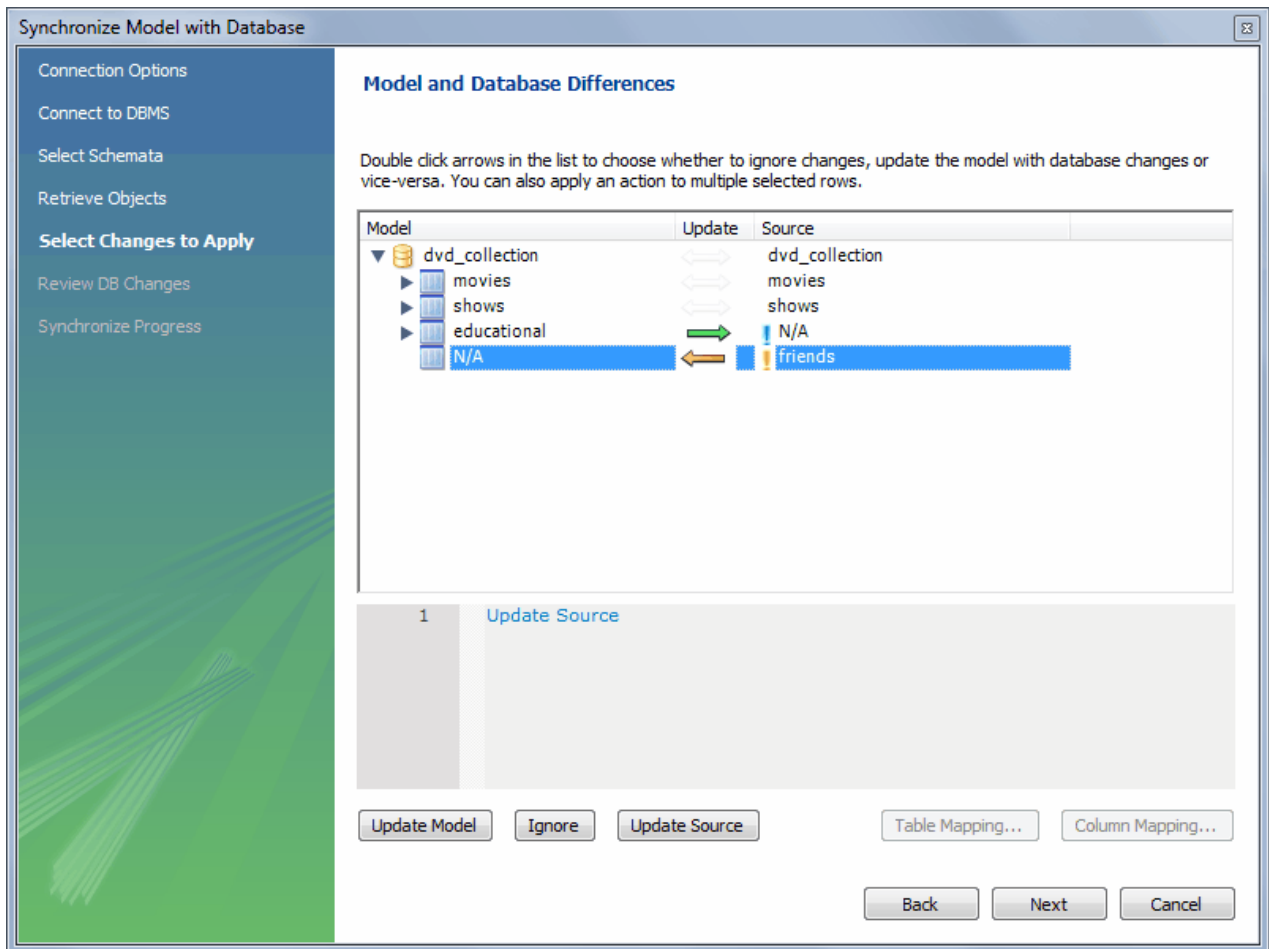 Synchronize Model with Database
Connection Options
Connect to DBMS
Select Schemata
Retrieve Objects
Select Changes to Apply
Review DB Changes
Synchronize Progress
Model and Database Differences
Double click arrows in the list to choose whether to ignore changes, update the model with database changes or
vice-versa. You can also apply an action to multiple selected rows.
Model Update Source
dvd_collection dvd_collection
movies movies
shows shows
educational N/A
N/A friends
1 Update Source
Update Model Ignore Update Source Table Mapping... Column Mapping...
Back Next Cancel